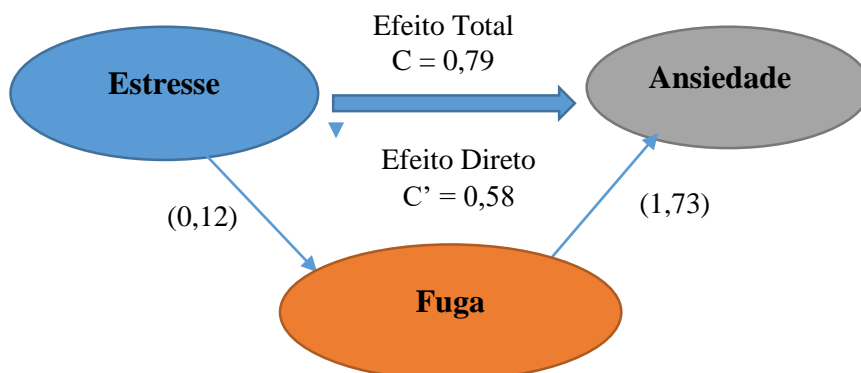 Efeito Total
C = 0,79
Estresse
Ansiedade
Efeito Direto
C’ = 0,58
(0,12)
(1,73)
Fuga